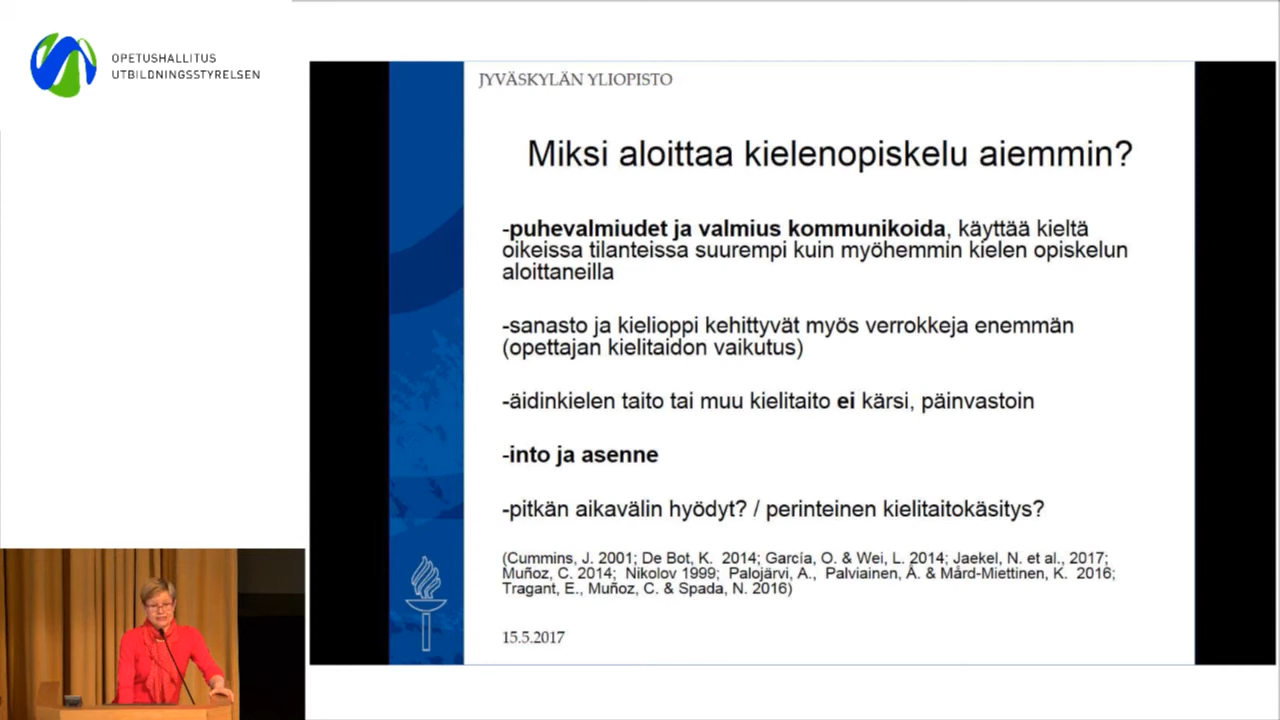 OPETUSHALLITUS
UTBILDNINGSSTYRELSEN
JYVÄSKYLÄN YLIOPISTO
Miksi aloittaa kielenopiskelu aiemmin?
-puhevalmiudet ja valmius kommunikoida, käyttää kieltä
oikeissa tilanteissa suurempi kuin myöhemmin kielen opiskelun
aloittaneilla
-sanasto ja kielioppi kehittyvät myös verrokkeja enemmän
(opettajan kielitaidon vaikutus)
-äidinkielen taito tai muu kielitaito ei kärsi, päinvastoin
-into ja asenne
-pitkän aikavälin hyödyt? / perinteinen kielitaitokäsitys?
(Cummins, J. 2001; De Bot, K. 2014; García, O. & Wei, L. 2014; Jaekel, N. et al., 2017;
Muñoz, C. 2014; Nikolov 1999; Palojärvi, A., Palviainen, Å. & Mård-Miettinen, K. 2016;
Tragant, E., Muñoz, C. & Spada, N. 2016)
15.5.2017